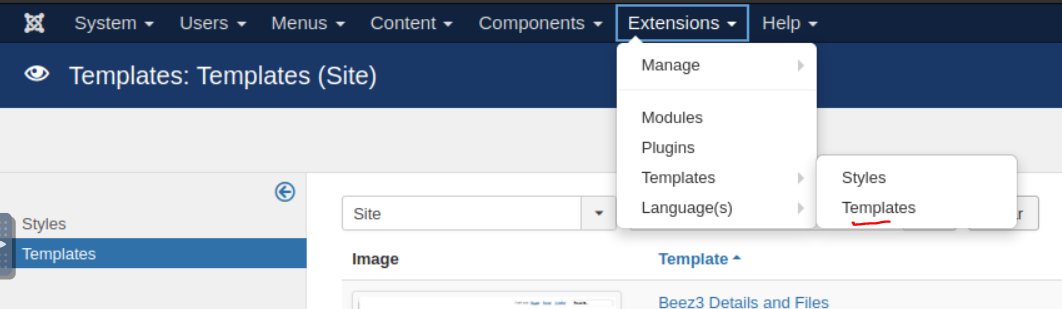 System Users Menus Content Components Extensions Help
Templates: Templates (Site)
Manage
Modules
Plugins
Templates
Language(s)
Styles
Templates
Styles
Templates
Site
Image Template
Beez3 Details and Files